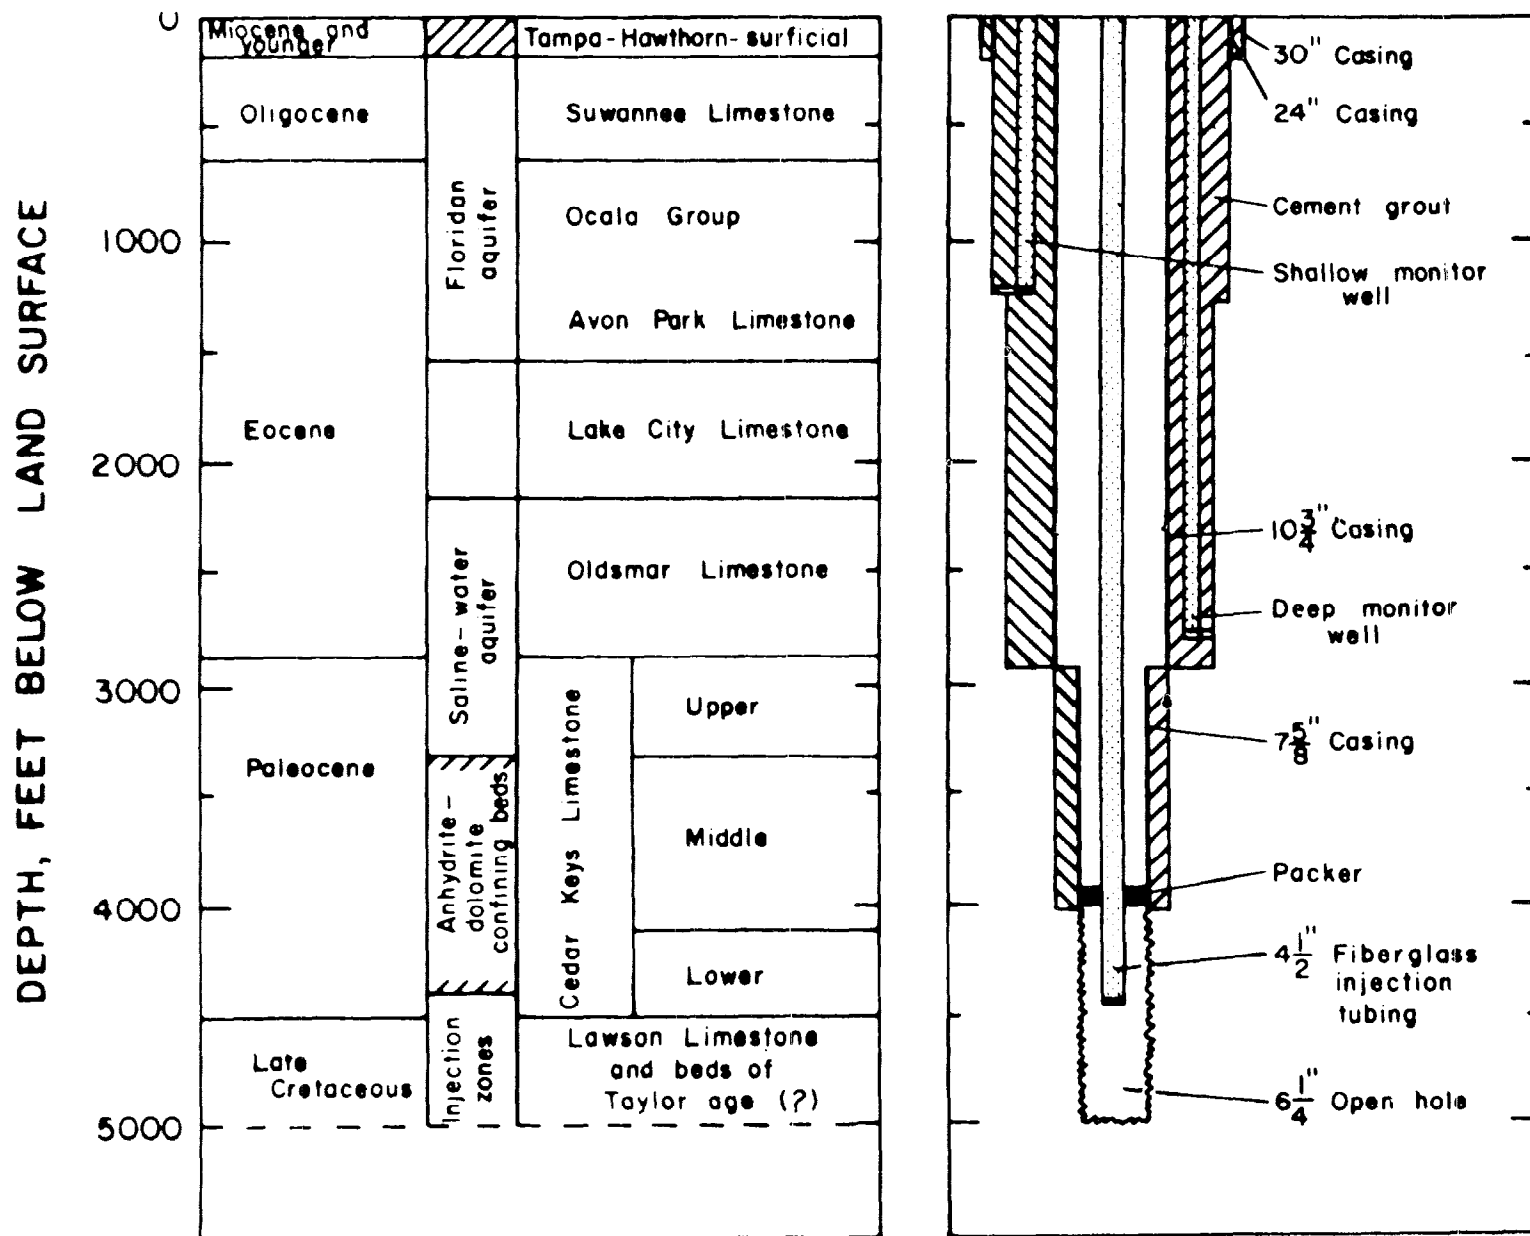 DEPTH, FEET BELOW LAND SURFACE
0
1000
2000
3000
4000
5000
Miocene and
younger
Oligocene
Eocene
Paleocene
Late
Cretaceous
Floridan
aquifer
Saline-water
aquifer
Anhydrite-
dolomite
confining beds
Injection
zones
Tampa-Hawthorn-surficial
Suwannee Limestone
Ocala Group
Avon Park Limestone
Lake City Limestone
Oldsmar Limestone
Cedar Keys Limestone
Upper
Middle
Lower
Lawson Limestone
and beds of
Taylor age (?)
30" Casing
24" Casing
Cement grout
Shallow monitor
well
10 3/4" Casing
Deep monitor
well
7 5/8" Casing
Packer
4 1/2" Fiberglass
injection
tubing
6 1/4" Open hole